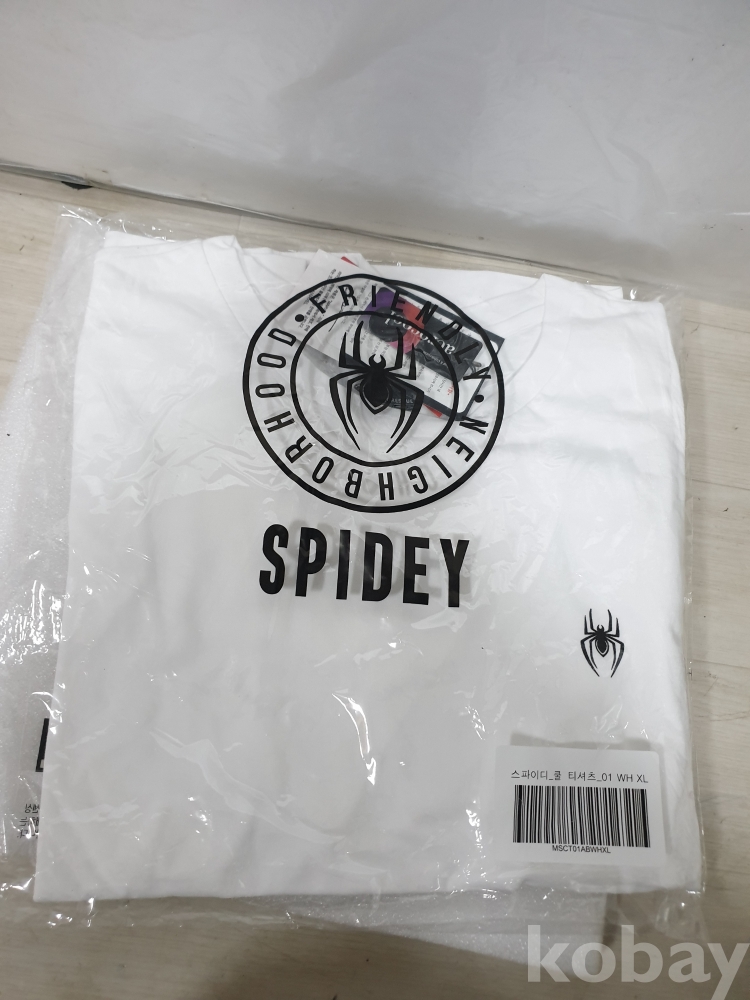 FRIENDLY • NEIGHBORHOOD •
SPIDEY
스파이디_쿨 티셔츠_01 WH XL
MSCT01ABWHXL
kobay